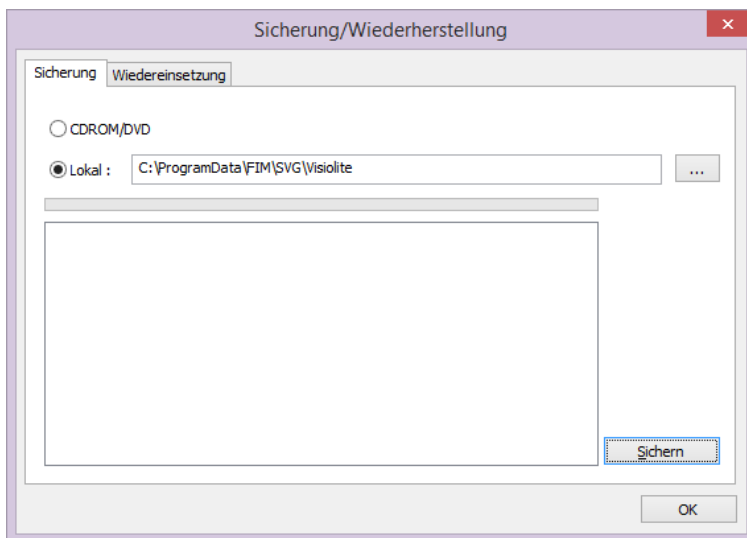 Sicherung/Wiederherstellung
Sicherung Wiedereinsetzung
CDROM/DVD
Lokal : C:\ProgramData\FIM\SVG\Visiolite ...
Sichern
OK